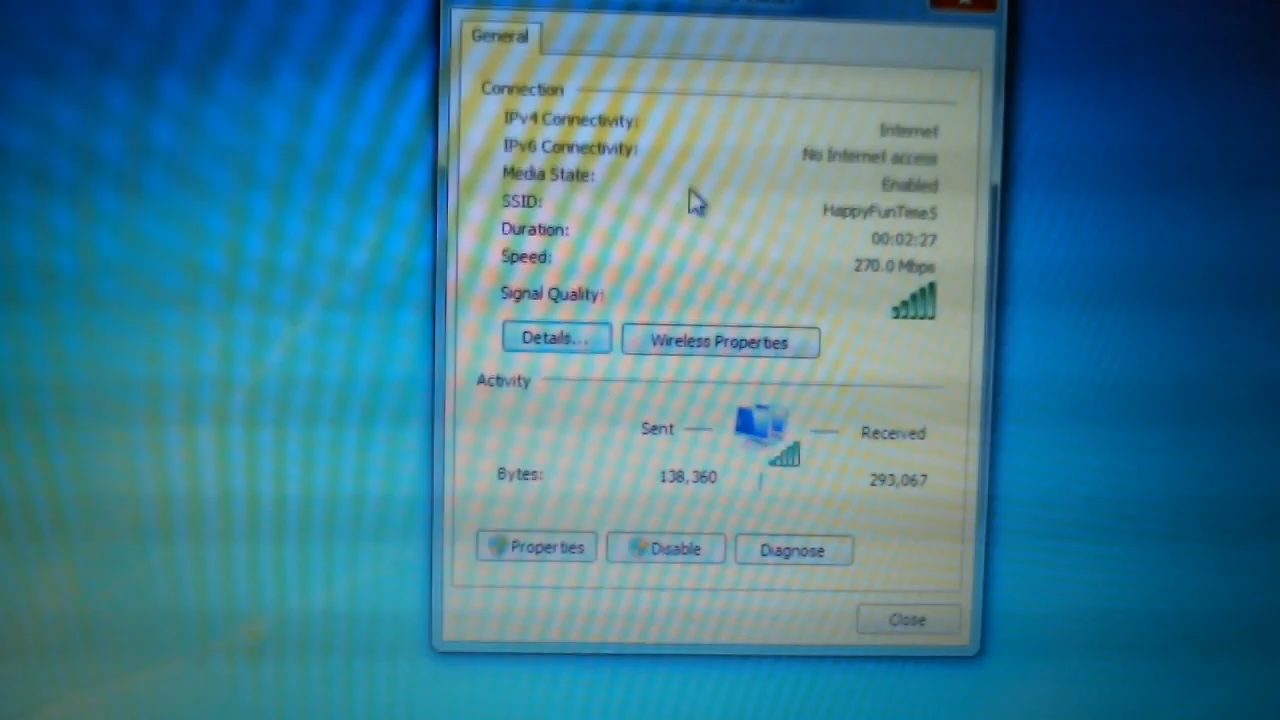 General
Connection
IPv4 Connectivity: Internet
IPv6 Connectivity: No Internet access
Media State: Enabled
SSID: HappyFunTime5
Duration: 00:02:27
Speed: 270.0 Mbps
Signal Quality:
Details... Wireless Properties
Activity
Sent Received
Bytes: 138,360 293,067
Properties Disable Diagnose
Close